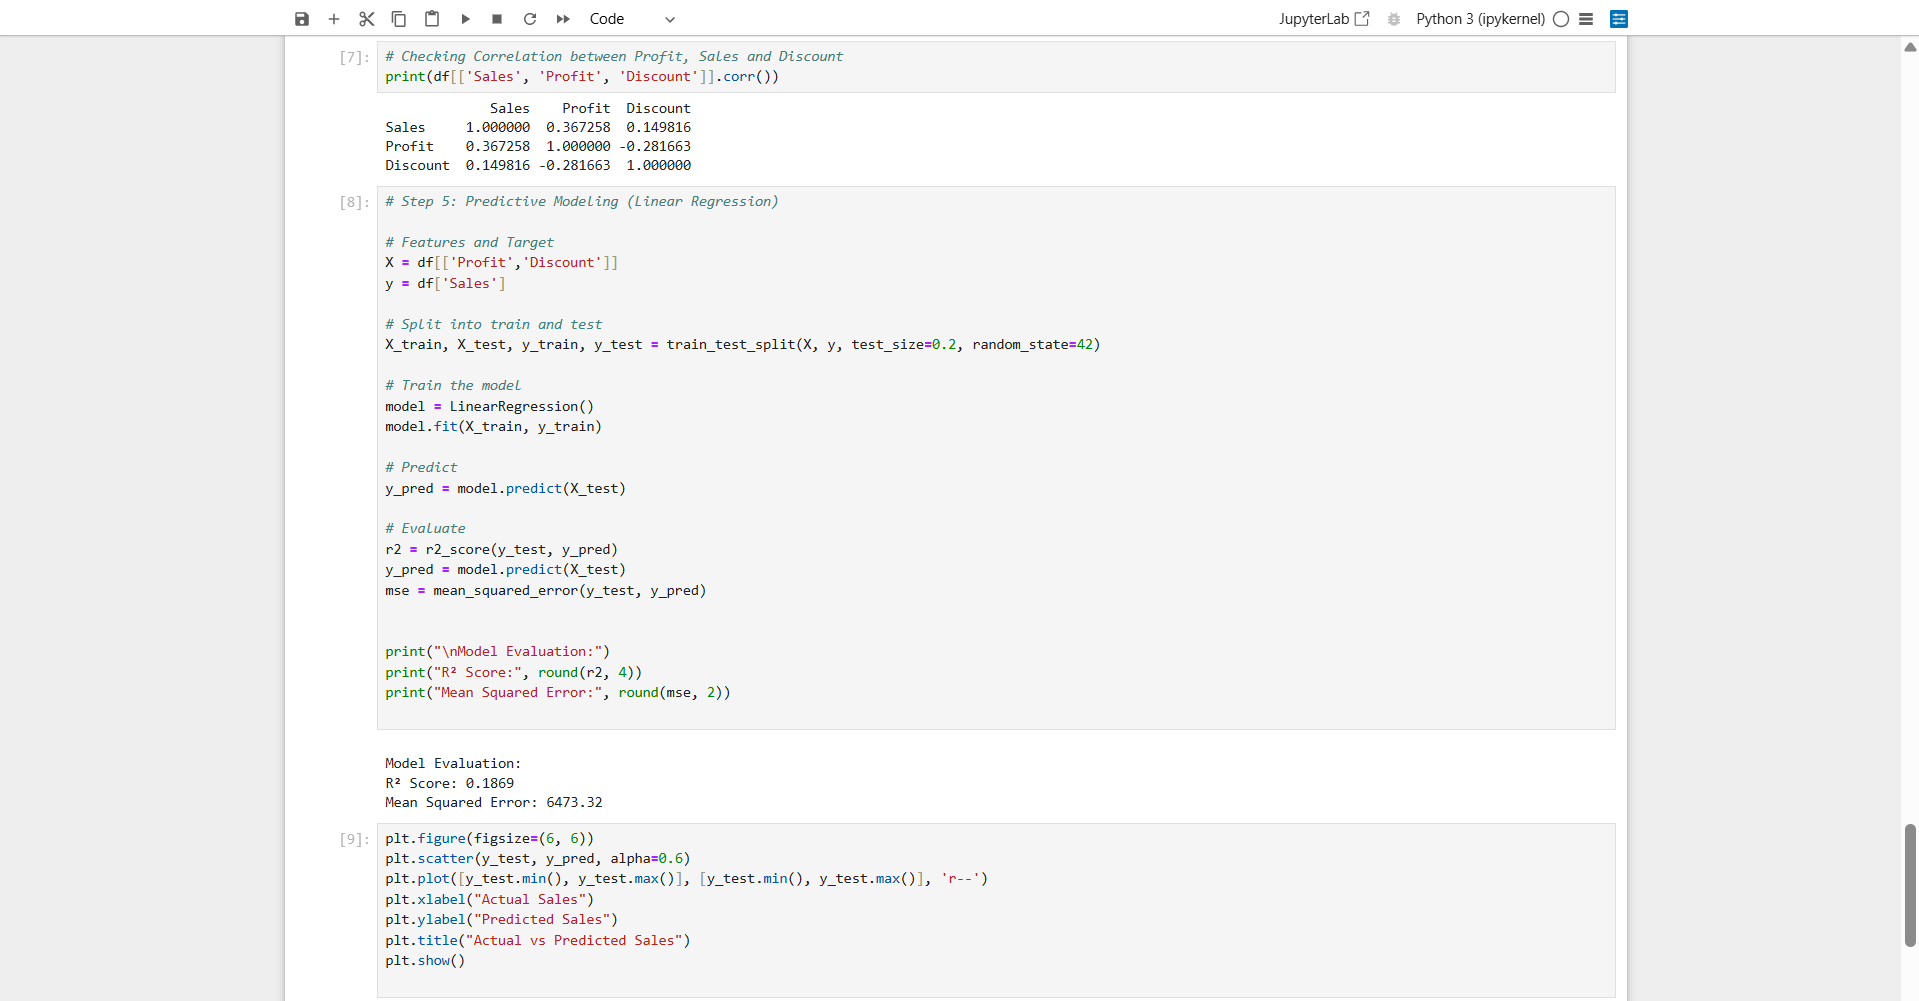 Code
JupyterLab
Python 3 (ipykernel)
[7]:
# Checking Correlation between Profit, Sales and Discount
print(df[['Sales', 'Profit', 'Discount']].corr())
Sales Profit Discount
Sales 1.000000 0.367258 0.149816
Profit 0.367258 1.000000 -0.281663
Discount 0.149816 -0.281663 1.000000
[8]:
# Step 5: Predictive Modeling (Linear Regression)
# Features and Target
X = df[['Profit','Discount']]
y = df['Sales']
# Split into train and test
X_train, X_test, y_train, y_test = train_test_split(X, y, test_size=0.2, random_state=42)
# Train the model
model = LinearRegression()
model.fit(X_train, y_train)
# Predict
y_pred = model.predict(X_test)
# Evaluate
r2 = r2_score(y_test, y_pred)
y_pred = model.predict(X_test)
mse = mean_squared_error(y_test, y_pred)
print("\nModel Evaluation:")
print("R² Score:", round(r2, 4))
print("Mean Squared Error:", round(mse, 2))
Model Evaluation:
R² Score: 0.1869
Mean Squared Error: 6473.32
[9]:
plt.figure(figsize=(6, 6))
plt.scatter(y_test, y_pred, alpha=0.6)
plt.plot([y_test.min(), y_test.max()], [y_test.min(), y_test.max()], 'r--')
plt.xlabel("Actual Sales")
plt.ylabel("Predicted Sales")
plt.title("Actual vs Predicted Sales")
plt.show()